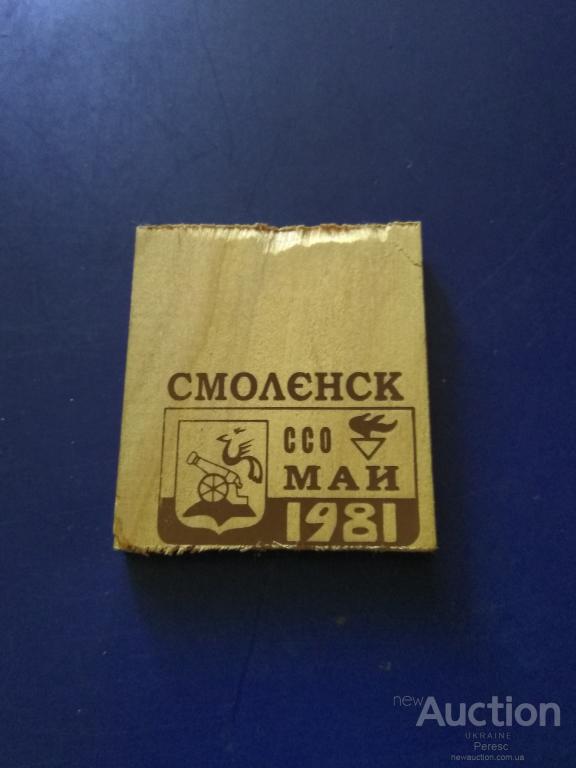 СМОЛЄНСК
ССО
МАИ
1981
newAuction
UKRAINE
Peresc
newauction.com.ua